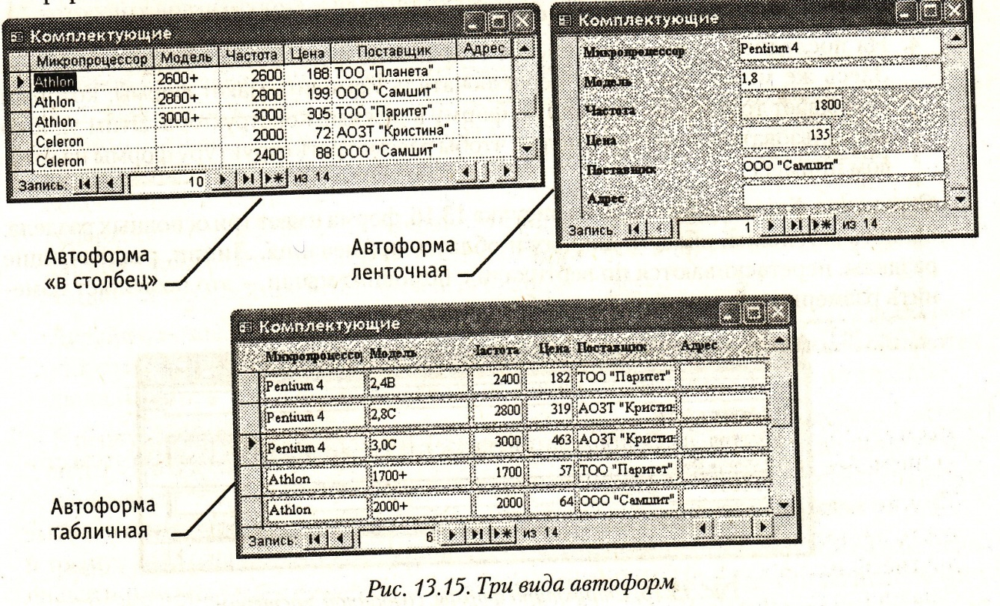 Комплектующие
Микропроцессор Модель Частота Цена Поставщик Адрес
Athlon 2600+ 2600 188 ТОО "Планета"
Athlon 2800+ 2800 199 ООО "Самшит"
Athlon 3000+ 3000 305 ТОО "Паритет"
Celeron 2000 72 АОЗТ "Кристина"
Celeron 2400 88 ООО "Самшит"
Запись: 10 из 14
Комплектующие
Микропроцессор Pentium 4
Модель 1,8
Частота 1800
Цена 135
Поставщик ООО "Самшит"
Адрес
Запись: 1 из 14
Автоформа
«в столбец»
Автоформа
ленточная
Комплектующие
Микропроцессо Модель Частота Цена Поставщик Адрес
Pentium 4 2,4B 2400 182 ТОО "Паритет"
Pentium 4 2,8C 2800 319 АОЗТ "Кристин
Pentium 4 3,0C 3000 463 АОЗТ "Кристин
Athlon 1700+ 1700 57 ТОО "Паритет"
Athlon 2000+ 2000 64 ООО "Самшит"
Запись: 6 из 14
Автоформа
табличная
Рис. 13.15. Три вида автоформ